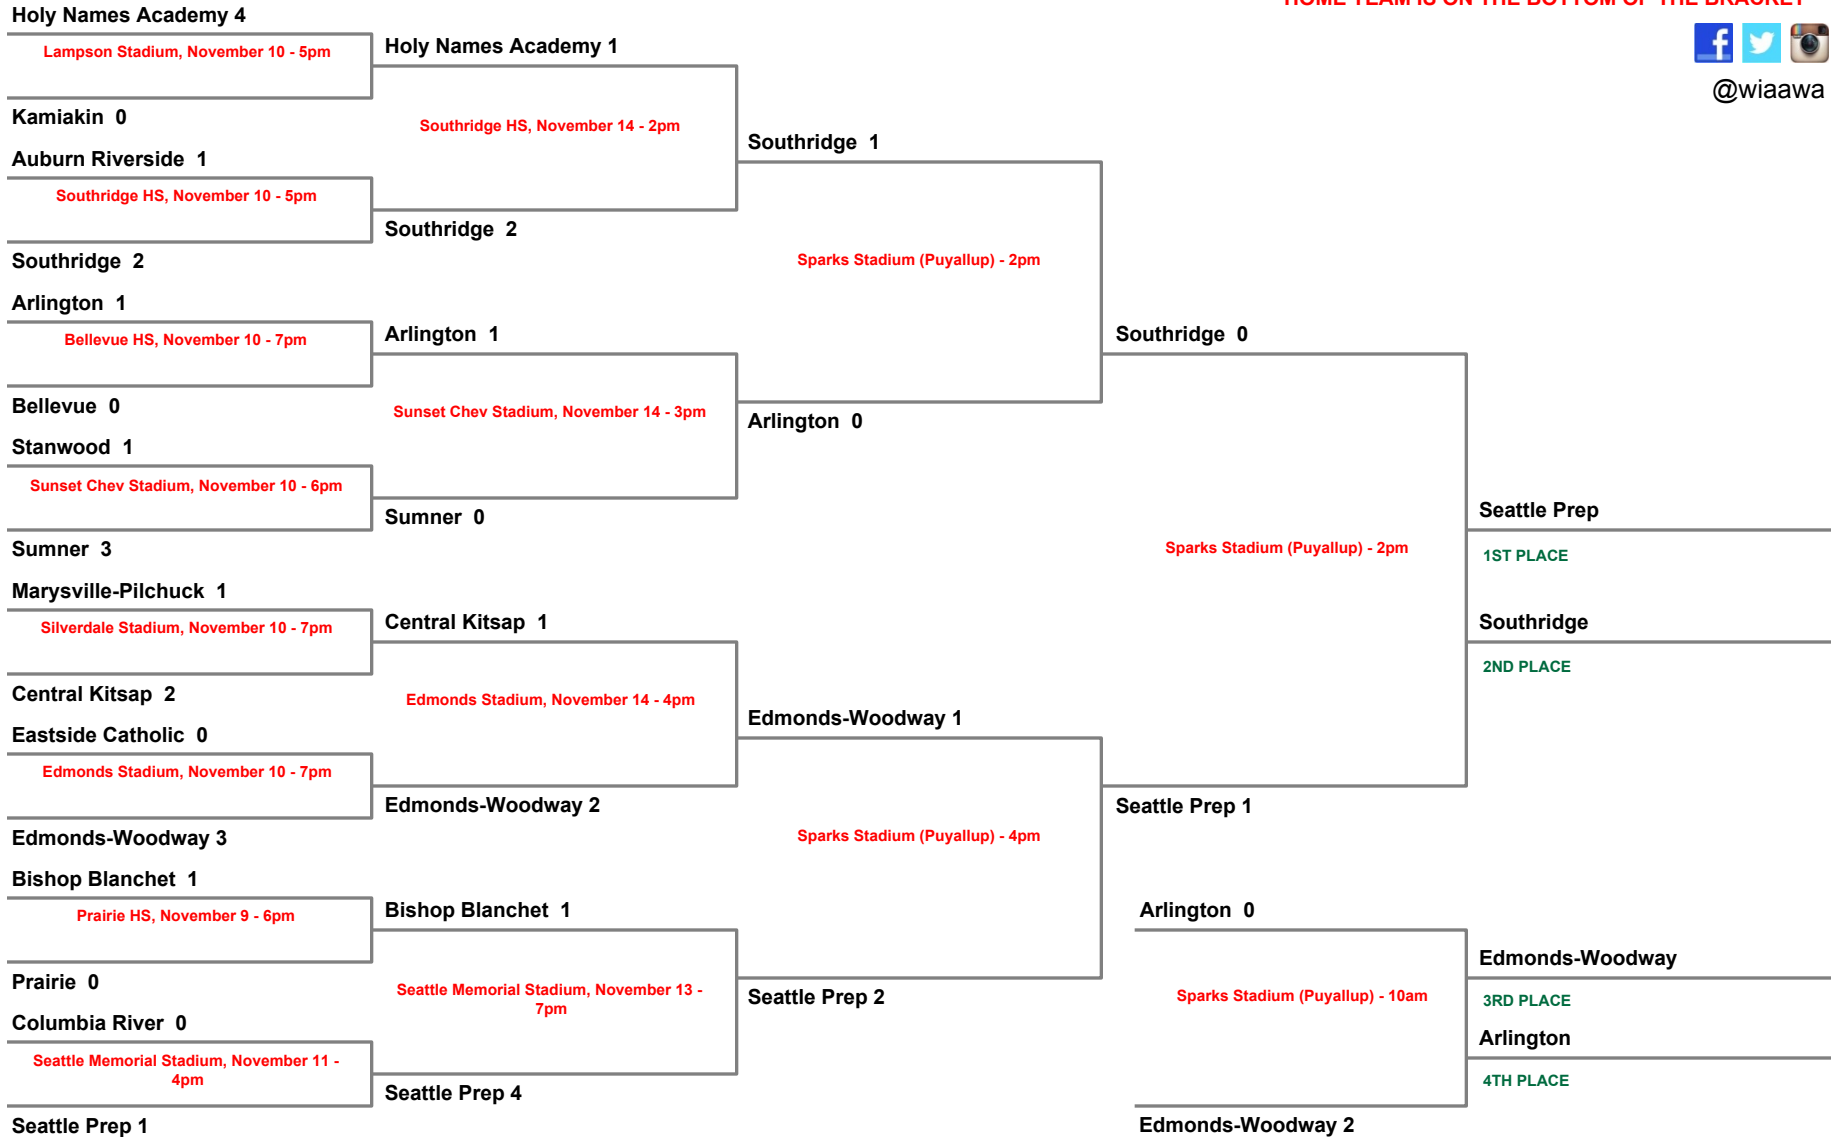 HOME TEAM IS ON THE BOTTOM OF THE BRACKET
@wiaawa
Holy Names Academy 4
Lampson Stadium, November 10 - 5pm
Kamiakin 0
Auburn Riverside 1
Southridge HS, November 10 - 5pm
Southridge 2
Arlington 1
Bellevue HS, November 10 - 7pm
Bellevue 0
Stanwood 1
Sunset Chev Stadium, November 10 - 6pm
Sumner 3
Marysville-Pilchuck 1
Silverdale Stadium, November 10 - 7pm
Central Kitsap 2
Eastside Catholic 0
Edmonds Stadium, November 10 - 7pm
Edmonds-Woodway 3
Bishop Blanchet 1
Prairie HS, November 9 - 6pm
Prairie 0
Columbia River 0
Seattle Memorial Stadium, November 11 -
4pm
Seattle Prep 1
Holy Names Academy 1
Southridge HS, November 14 - 2pm
Southridge 2
Arlington 1
Sunset Chev Stadium, November 14 - 3pm
Sumner 0
Central Kitsap 1
Edmonds Stadium, November 14 - 4pm
Edmonds-Woodway 2
Bishop Blanchet 1
Seattle Memorial Stadium, November 13 -
7pm
Seattle Prep 4
Southridge 1
Sparks Stadium (Puyallup) - 2pm
Arlington 0
Edmonds-Woodway 1
Sparks Stadium (Puyallup) - 4pm
Seattle Prep 2
Southridge 0
Sparks Stadium (Puyallup) - 2pm
Seattle Prep 1
Arlington 0
Sparks Stadium (Puyallup) - 10am
Edmonds-Woodway 2
Seattle Prep
1ST PLACE
Southridge
2ND PLACE
Edmonds-Woodway
3RD PLACE
Arlington
4TH PLACE